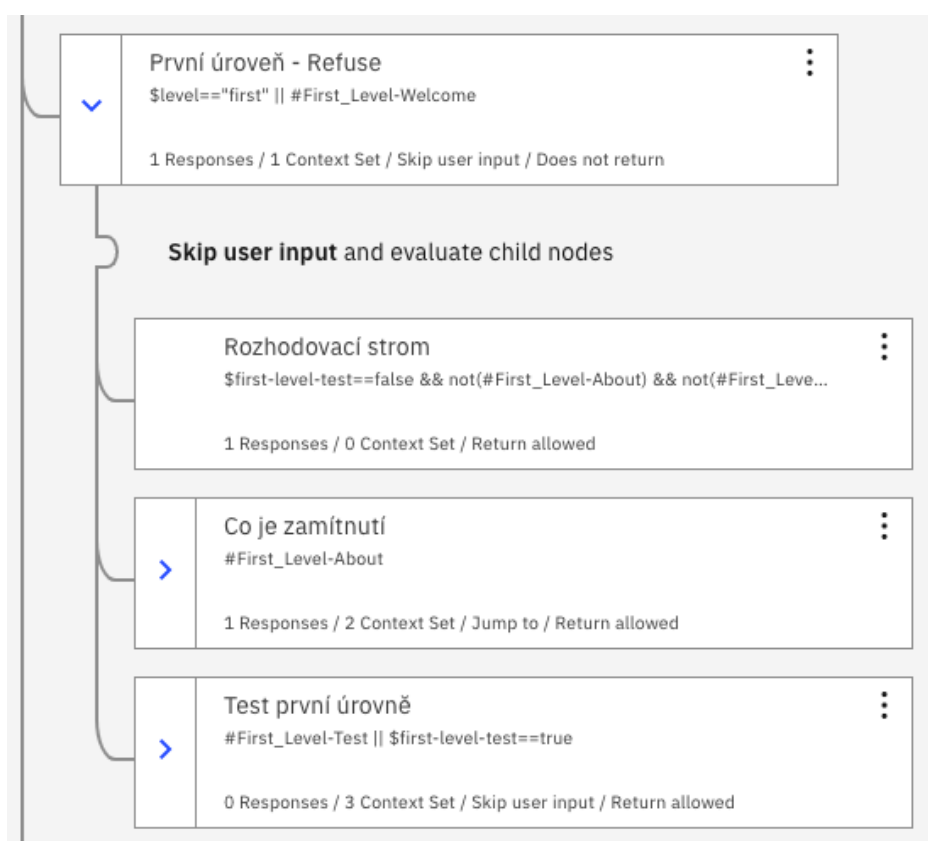 První úroveň - Refuse
$level=="first" || #First_Level-Welcome
1 Responses / 1 Context Set / Skip user input / Does not return
Skip user input and evaluate child nodes
Rozhodovací strom
$first-level-test==false && not(#First_Level-About) && not(#First_Leve...
1 Responses / 0 Context Set / Return allowed
Co je zamítnutí
#First_Level-About
1 Responses / 2 Context Set / Jump to / Return allowed
Test první úrovně
#First_Level-Test || $first-level-test==true
0 Responses / 3 Context Set / Skip user input / Return allowed